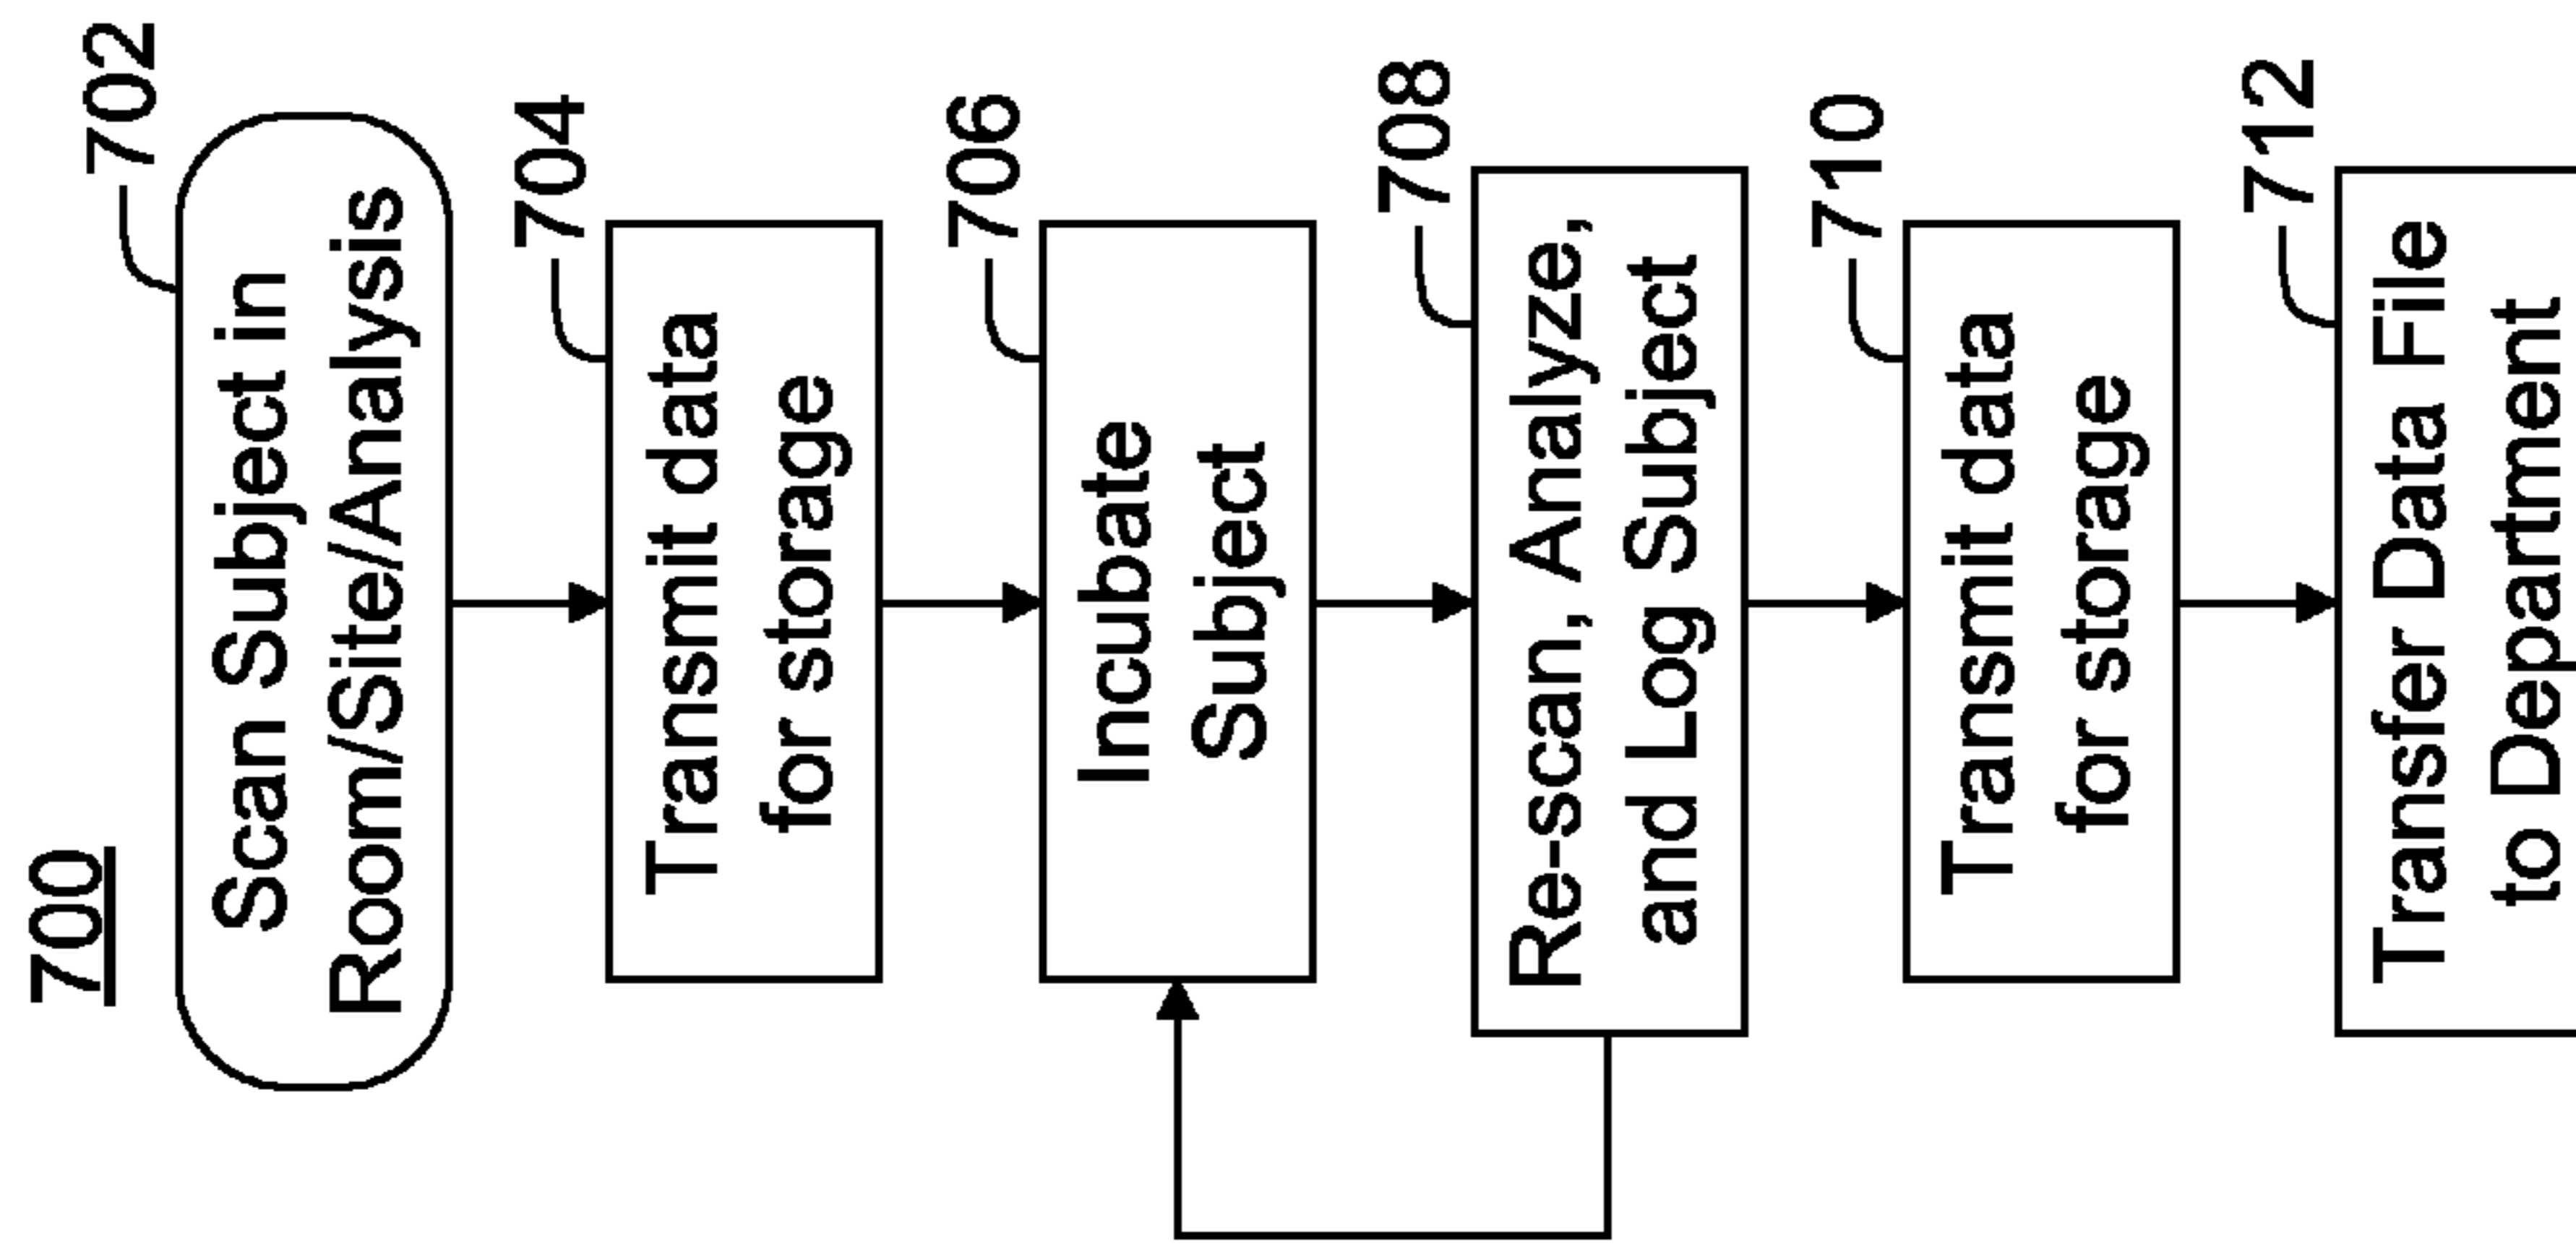 700
702
Scan Subject in
Room/Site/Analysis
704
Transmit data
for storage
706
Incubate
Subject
708
Re-scan, Analyze,
and Log Subject
710
Transmit data
for storage
712
Transfer Data File
to Department